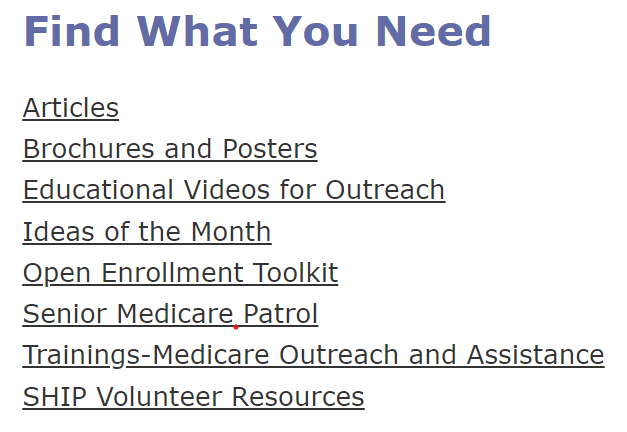 Find What You Need
Articles
Brochures and Posters
Educational Videos for Outreach
Ideas of the Month
Open Enrollment Toolkit
Senior Medicare Patrol
Trainings-Medicare Outreach and Assistance
SHIP Volunteer Resources